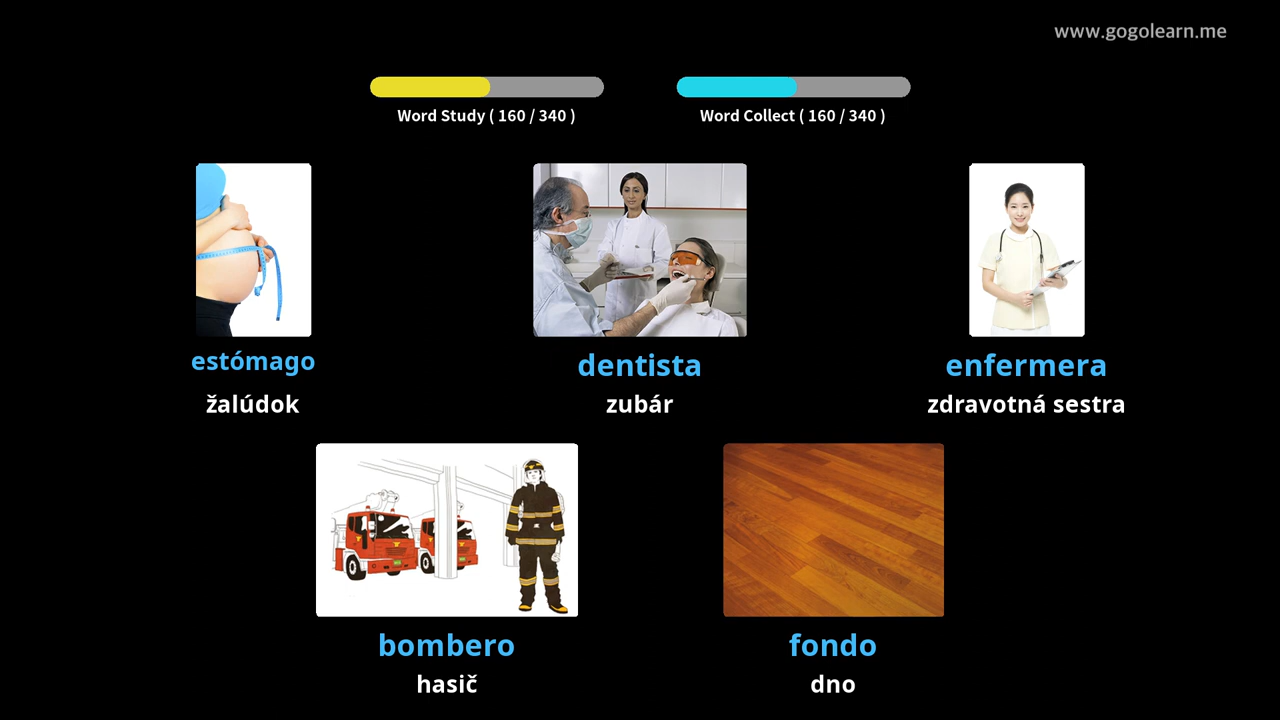 www.gogolearn.me
Word Study ( 160 / 340 )
Word Collect ( 160 / 340 )
estómago
dentista
enfermera
žalúdok
zubár
zdravotná sestra
bombero
fondo
hasič
dno